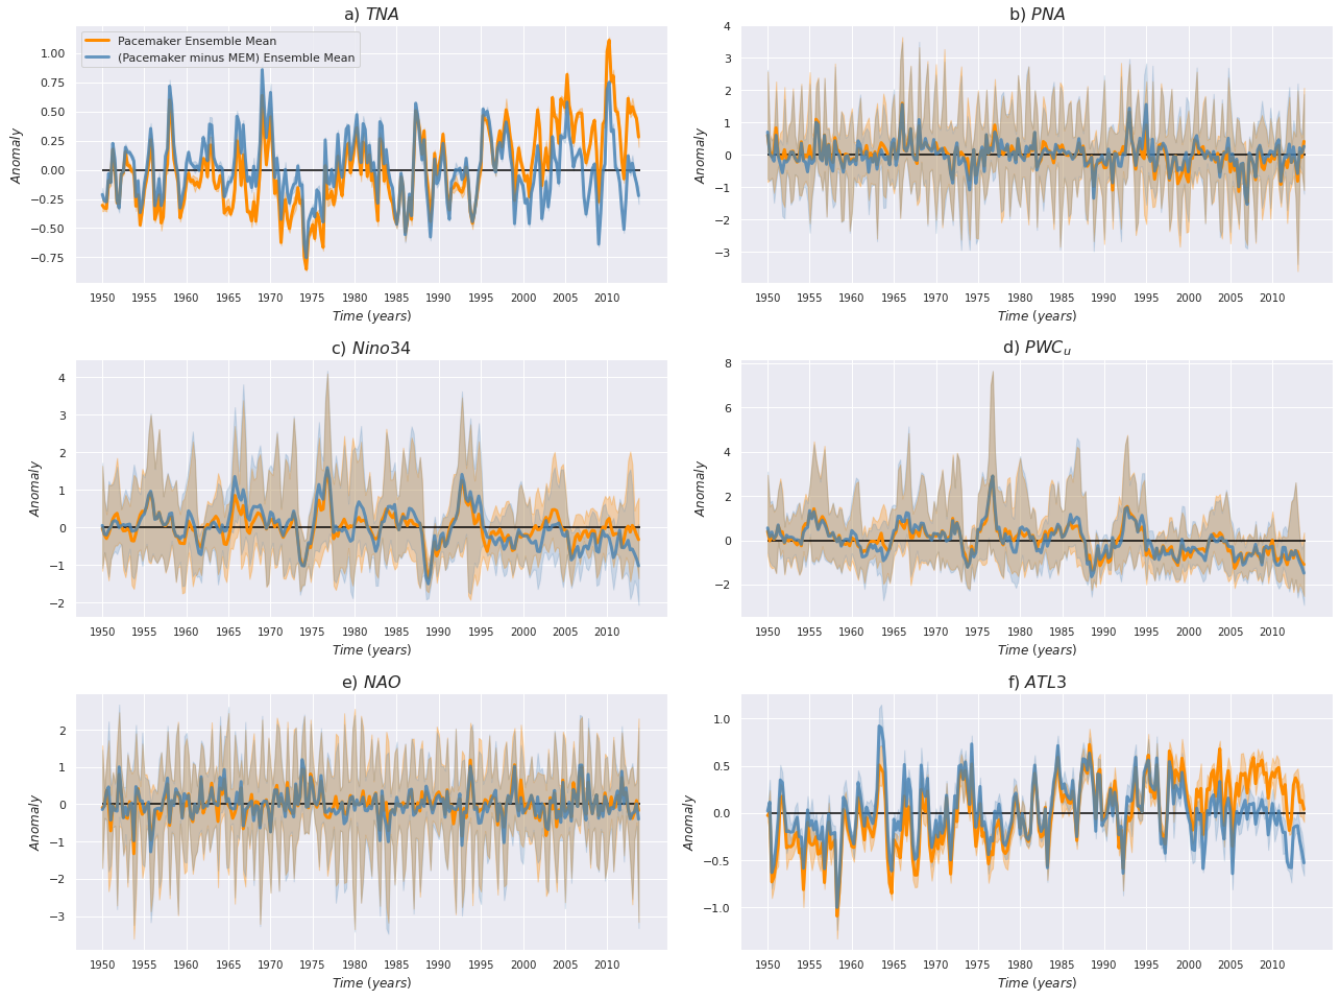 a) TNA
Pacemaker Ensemble Mean
(Pacemaker minus MEM) Ensemble Mean
Anomaly
1.00
0.75
0.50
0.25
0.00
−0.25
−0.50
−0.75
1950 1955 1960 1965 1970 1975 1980 1985 1990 1995 2000 2005 2010
Time (years)
b) PNA
Anomaly
4
3
2
1
0
−1
−2
−3
1950 1955 1960 1965 1970 1975 1980 1985 1990 1995 2000 2005 2010
Time (years)
c) Nino34
Anomaly
4
3
2
1
0
−1
−2
1950 1955 1960 1965 1970 1975 1980 1985 1990 1995 2000 2005 2010
Time (years)
d) PWCu
Anomaly
8
6
4
2
0
−2
1950 1955 1960 1965 1970 1975 1980 1985 1990 1995 2000 2005 2010
Time (years)
e) NAO
Anomaly
2
1
0
−1
−2
−3
1950 1955 1960 1965 1970 1975 1980 1985 1990 1995 2000 2005 2010
Time (years)
f) ATL3
Anomaly
1.0
0.5
0.0
−0.5
−1.0
1950 1955 1960 1965 1970 1975 1980 1985 1990 1995 2000 2005 2010
Time (years)